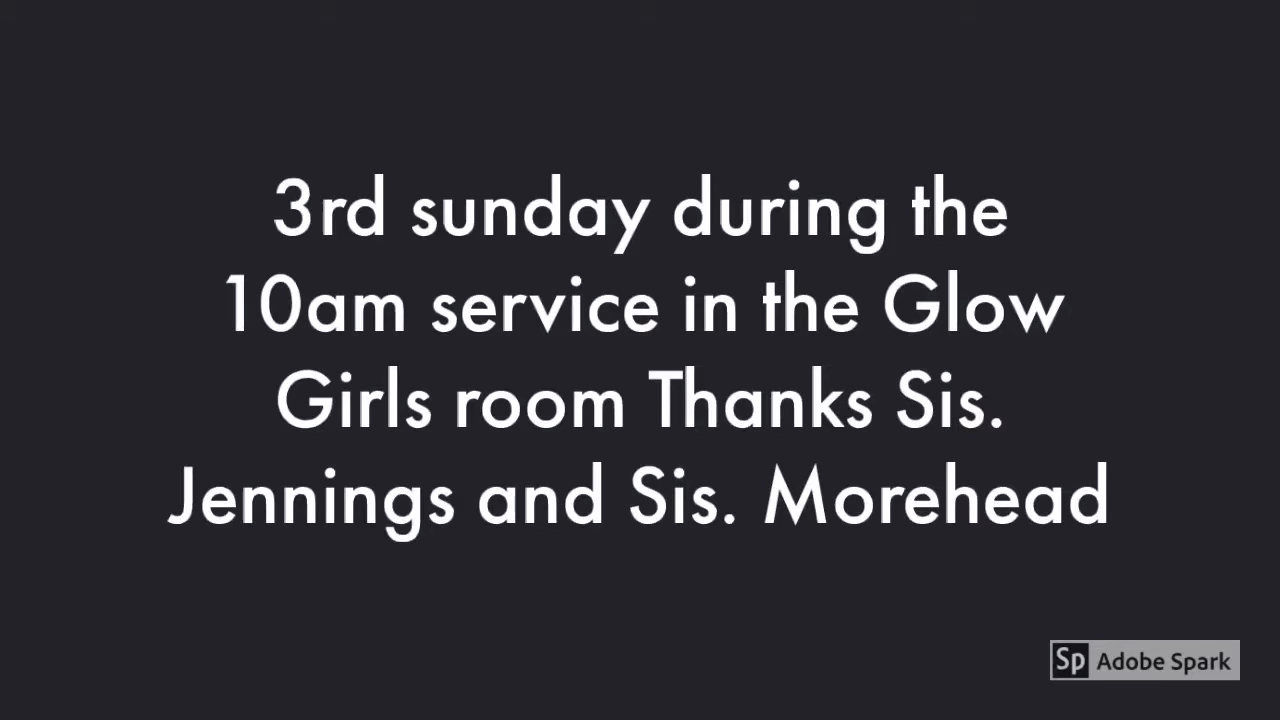 3rd sunday during the
10am service in the Glow
Girls room Thanks Sis.
Jennings and Sis. Morehead
Sp Adobe Spark